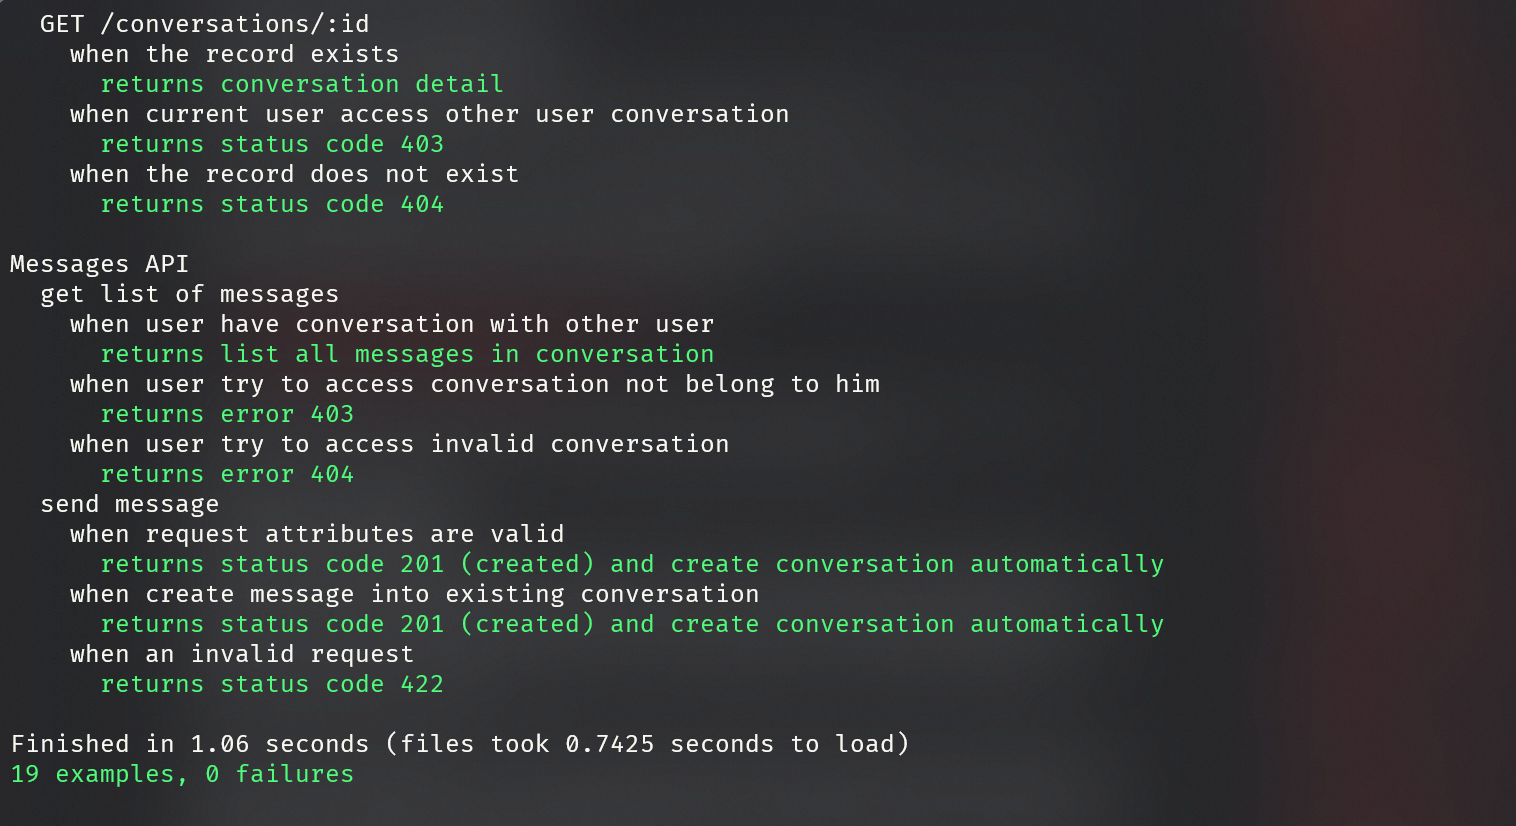 GET /conversations/:id
when the record exists
returns conversation detail
when current user access other user conversation
returns status code 403
when the record does not exist
returns status code 404
Messages API
get list of messages
when user have conversation with other user
returns list all messages in conversation
when user try to access conversation not belong to him
returns error 403
when user try to access invalid conversation
returns error 404
send message
when request attributes are valid
returns status code 201 (created) and create conversation automatically
when create message into existing conversation
returns status code 201 (created) and create conversation automatically
when an invalid request
returns status code 422
Finished in 1.06 seconds (files took 0.7425 seconds to load)
19 examples, 0 failures